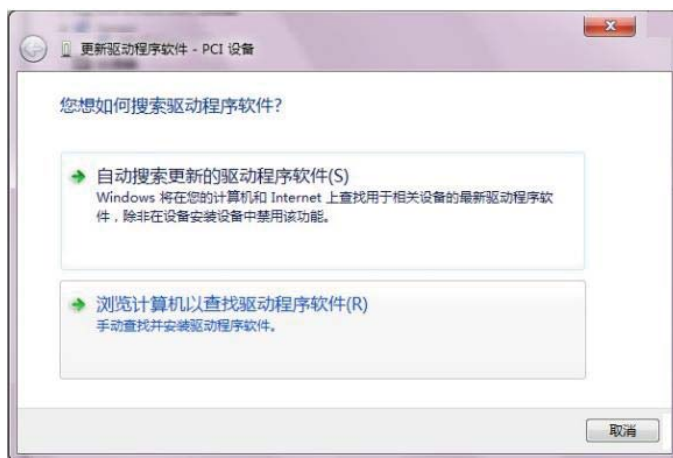 更新驱动程序软件 - PCI 设备
您想如何搜索驱动程序软件?
自动搜索更新的驱动程序软件(S)
Windows 将在您的计算机和 Internet 上查找用于相关设备的最新驱动程序软
件，除非在设备安装设备中禁用该功能。
浏览计算机以查找驱动程序软件(R)
手动查找并安装驱动程序软件。
取消